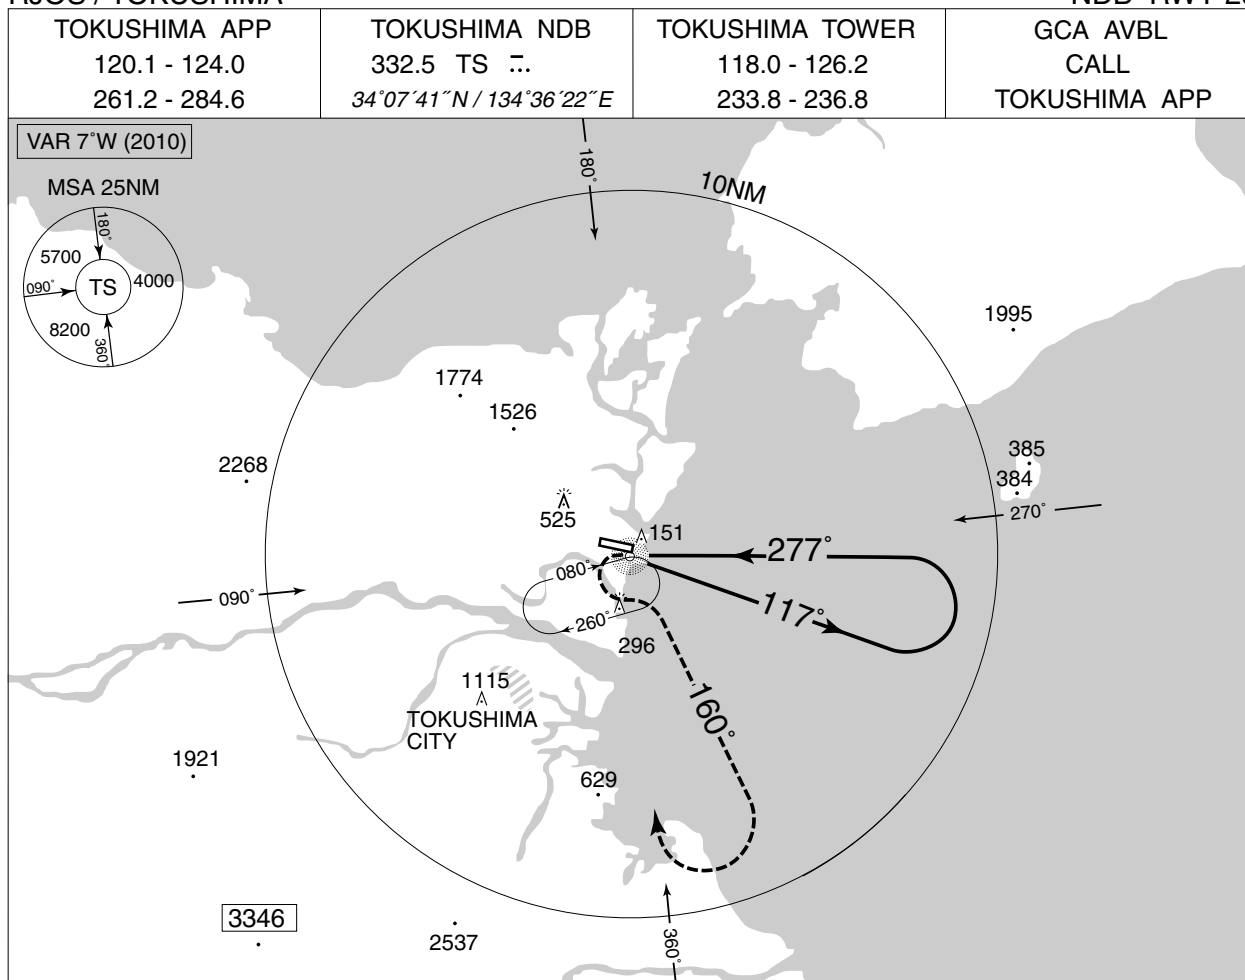 RJOS / TOKUSHIMA
TOKUSHIMA APP
120.1 - 124.0
261.2 - 284.6
TOKUSHIMA NDB
332.5 TS
34°07´41˝N / 134°36´22˝E
TOKUSHIMA TOWER
118.0 - 126.2
233.8 - 236.8
GCA AVBL
CALL
TOKUSHIMA APP
VAR 7°W (2010)
MSA 25NM
180°
5700
4000
090°
TS
8200
360°
180°
10NM
1995
1774
1526
2268
385
384
270°
525
151
277°
080°
090°
117°
260°
296
1115
160°
TOKUSHIMA
CITY
1921
629
3346
2537
360°